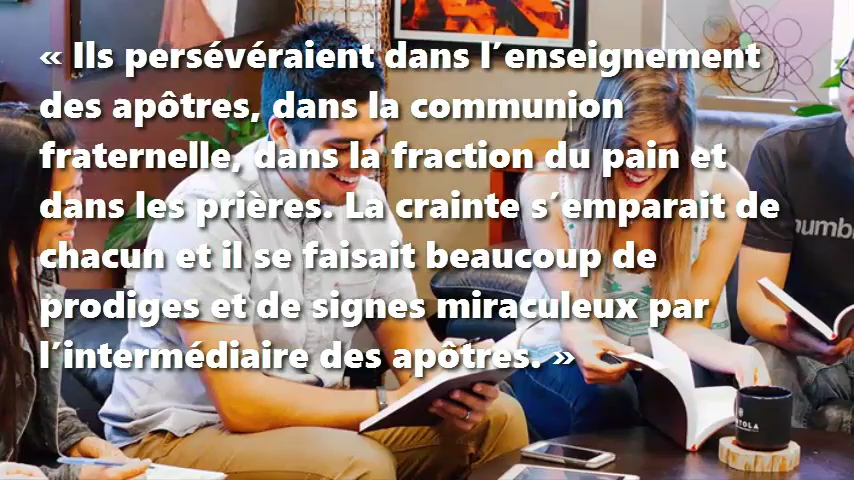 « Ils persévéraient dans l’enseignement
des apôtres, dans la communion
fraternelle, dans la fraction du pain et
dans les prières. La crainte s’emparait de
chacun et il se faisait beaucoup de
prodiges et de signes miraculeux par
l’intermédiaire des apôtres. »